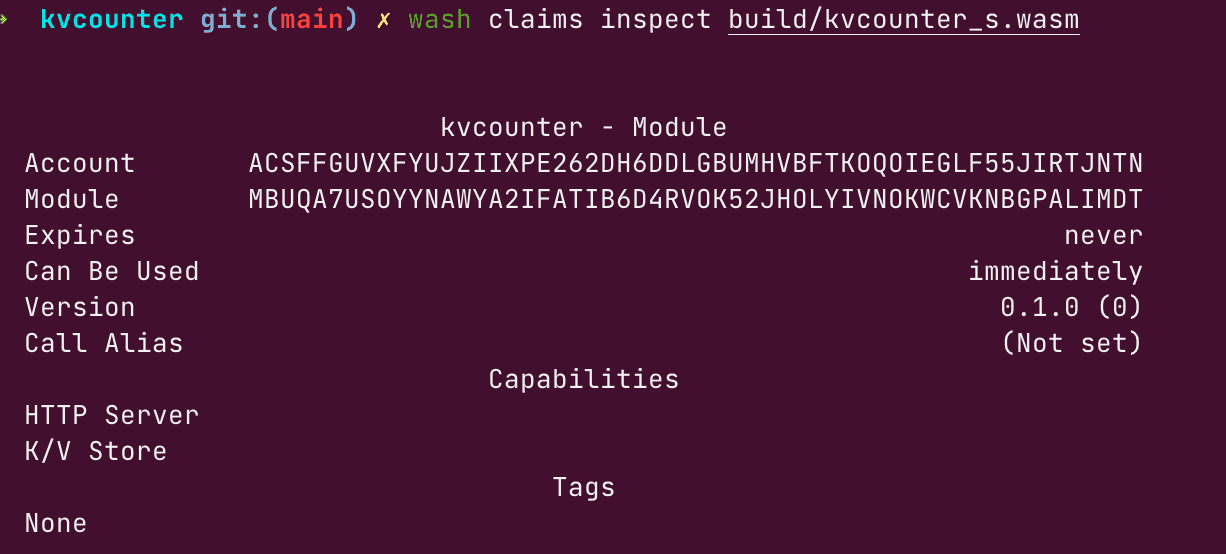 kvcounter git:(main) ✗ wash claims inspect build/kvcounter_s.wasm
kvcounter - Module
Account ACSFFGUVXFYUJZIIXPE262DH6DDLGBUMHVBFTKOQOIEGLF55JIRTJNTN
Module MBUQA7USOYYNAWYA2IFATIB6D4RVOK52JHOLYIVNOKWCVKNBGPALIMDT
Expires never
Can Be Used immediately
Version 0.1.0 (0)
Call Alias (Not set)
Capabilities
HTTP Server
K/V Store
Tags
None